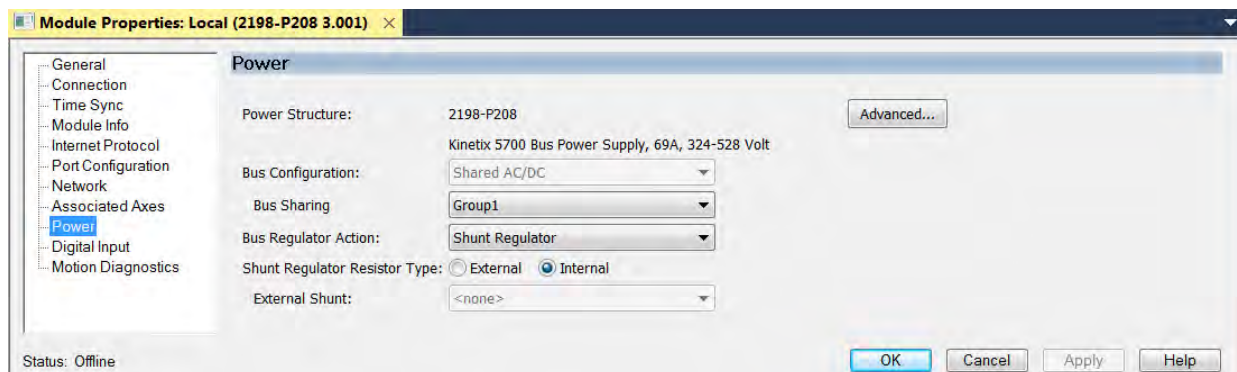 Module Properties: Local (2198-P208 3.001)
General
Connection
Time Sync
Module Info
Internet Protocol
Port Configuration
Network
Associated Axes
Power
Digital Input
Motion Diagnostics
Power
Power Structure: 2198-P208 Advanced...
Kinetix 5700 Bus Power Supply, 69A, 324-528 Volt
Bus Configuration: Shared AC/DC
Bus Sharing Group1
Bus Regulator Action: Shunt Regulator
Shunt Regulator Resistor Type: External Internal
External Shunt: <none>
Status: Offline OK Cancel Apply Help